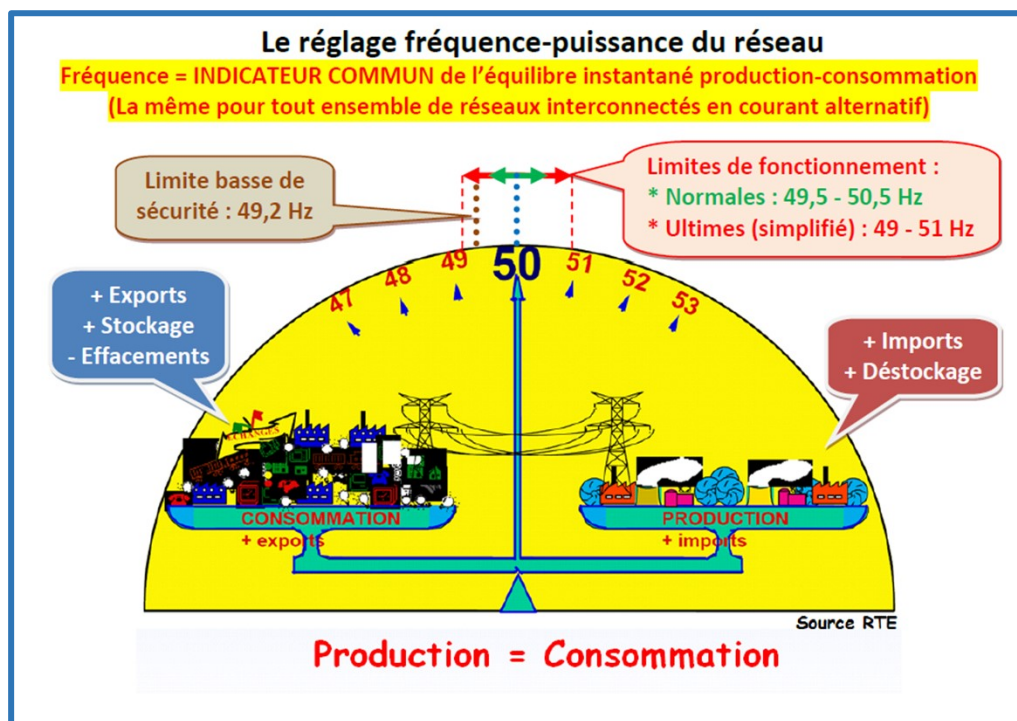 Le réglage fréquence-puissance du réseau
Fréquence = INDICATEUR COMMUN de l’équilibre instantané production-consommation
(La même pour tout ensemble de réseaux interconnectés en courant alternatif)
Limite basse de
sécurité : 49,2 Hz
Limites de fonctionnement :
* Normales : 49,5 - 50,5 Hz
* Ultimes (simplifié) : 49 - 51 Hz
47 48 49 50 51 52 53
+ Exports
+ Stockage
- Effacements
+ Imports
+ Déstockage
ECHANGES
CONSOMMATION
+ exports
PRODUCTION
+ imports
Source RTE
Production = Consommation